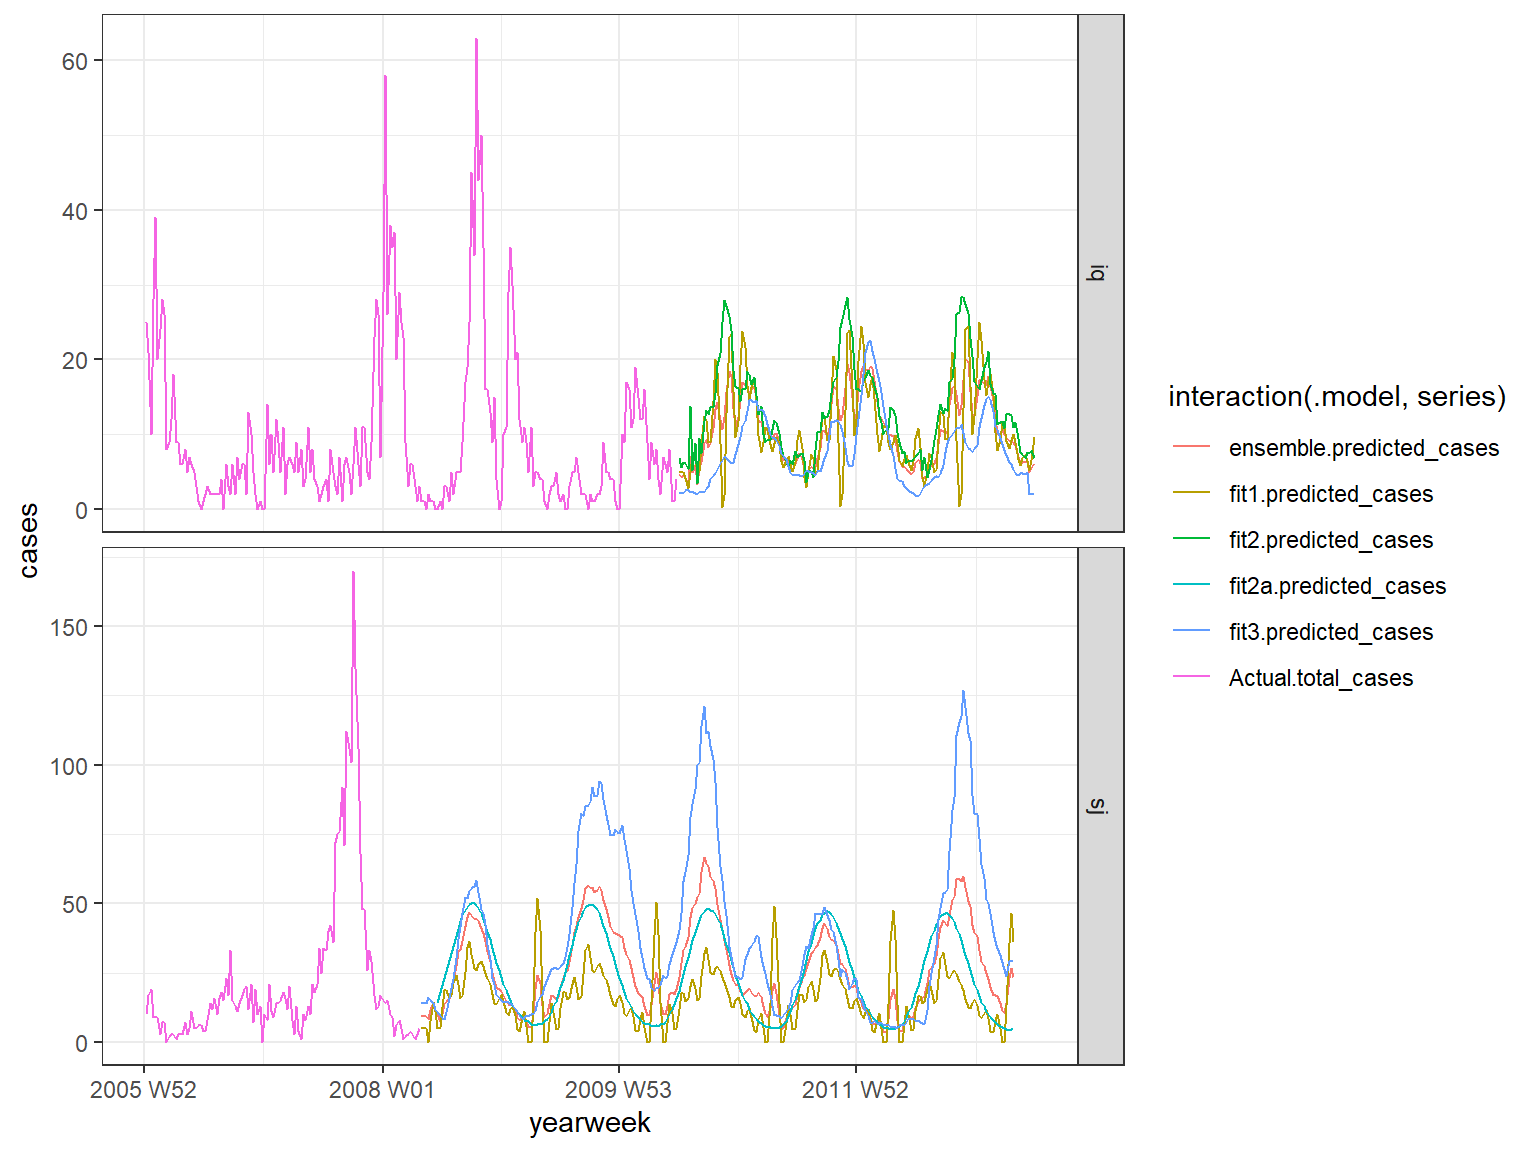 60
40
20
0
iq
cases
150
100
50
0
sj
2005 W52
2008 W01
2009 W53
2011 W52
yearweek
interaction(.model, series)
ensemble.predicted_cases
fit1.predicted_cases
fit2.predicted_cases
fit2a.predicted_cases
fit3.predicted_cases
Actual.total_cases